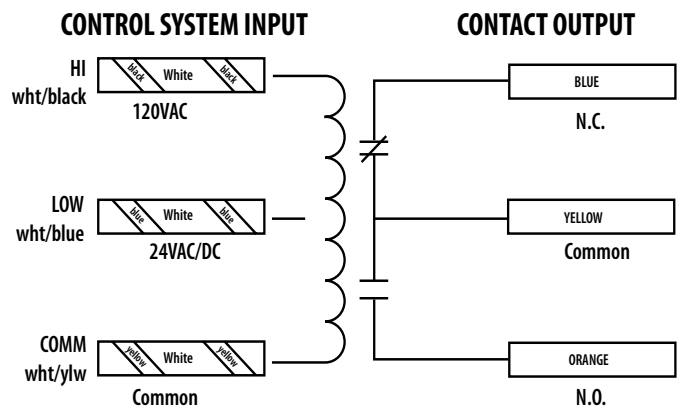 CONTROL SYSTEM INPUT
CONTACT OUTPUT
HI
wht/black
black White black
120VAC
BLUE
N.C.
LOW
wht/blue
blue White blue
24VAC/DC
YELLOW
Common
COMM
wht/ylw
yellow White yellow
Common
ORANGE
N.O.